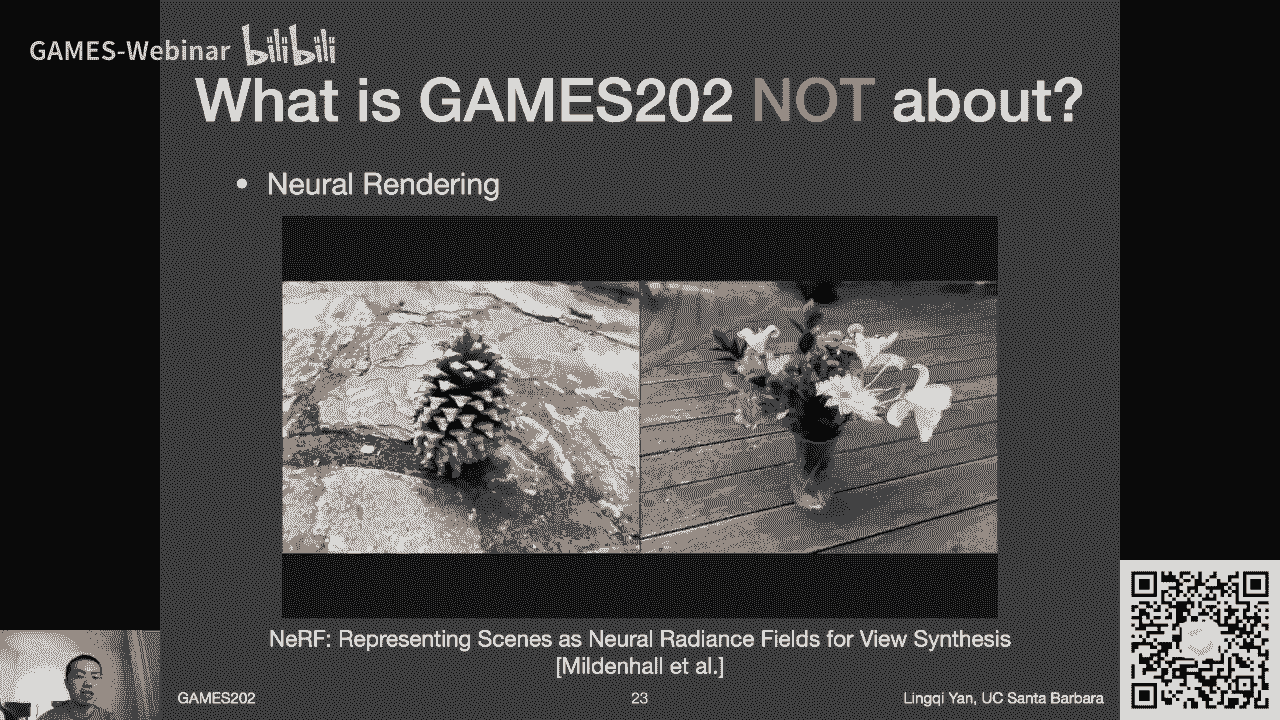 GAMES-Webinar bilibili
What is GAMES202 NOT about?
• Neural Rendering
NeRF: Representing Scenes as Neural Radiance Fields for View Synthesis
[Mildenhall et al.]
GAMES202
23
Lingqi Yan, UC Santa Barbara